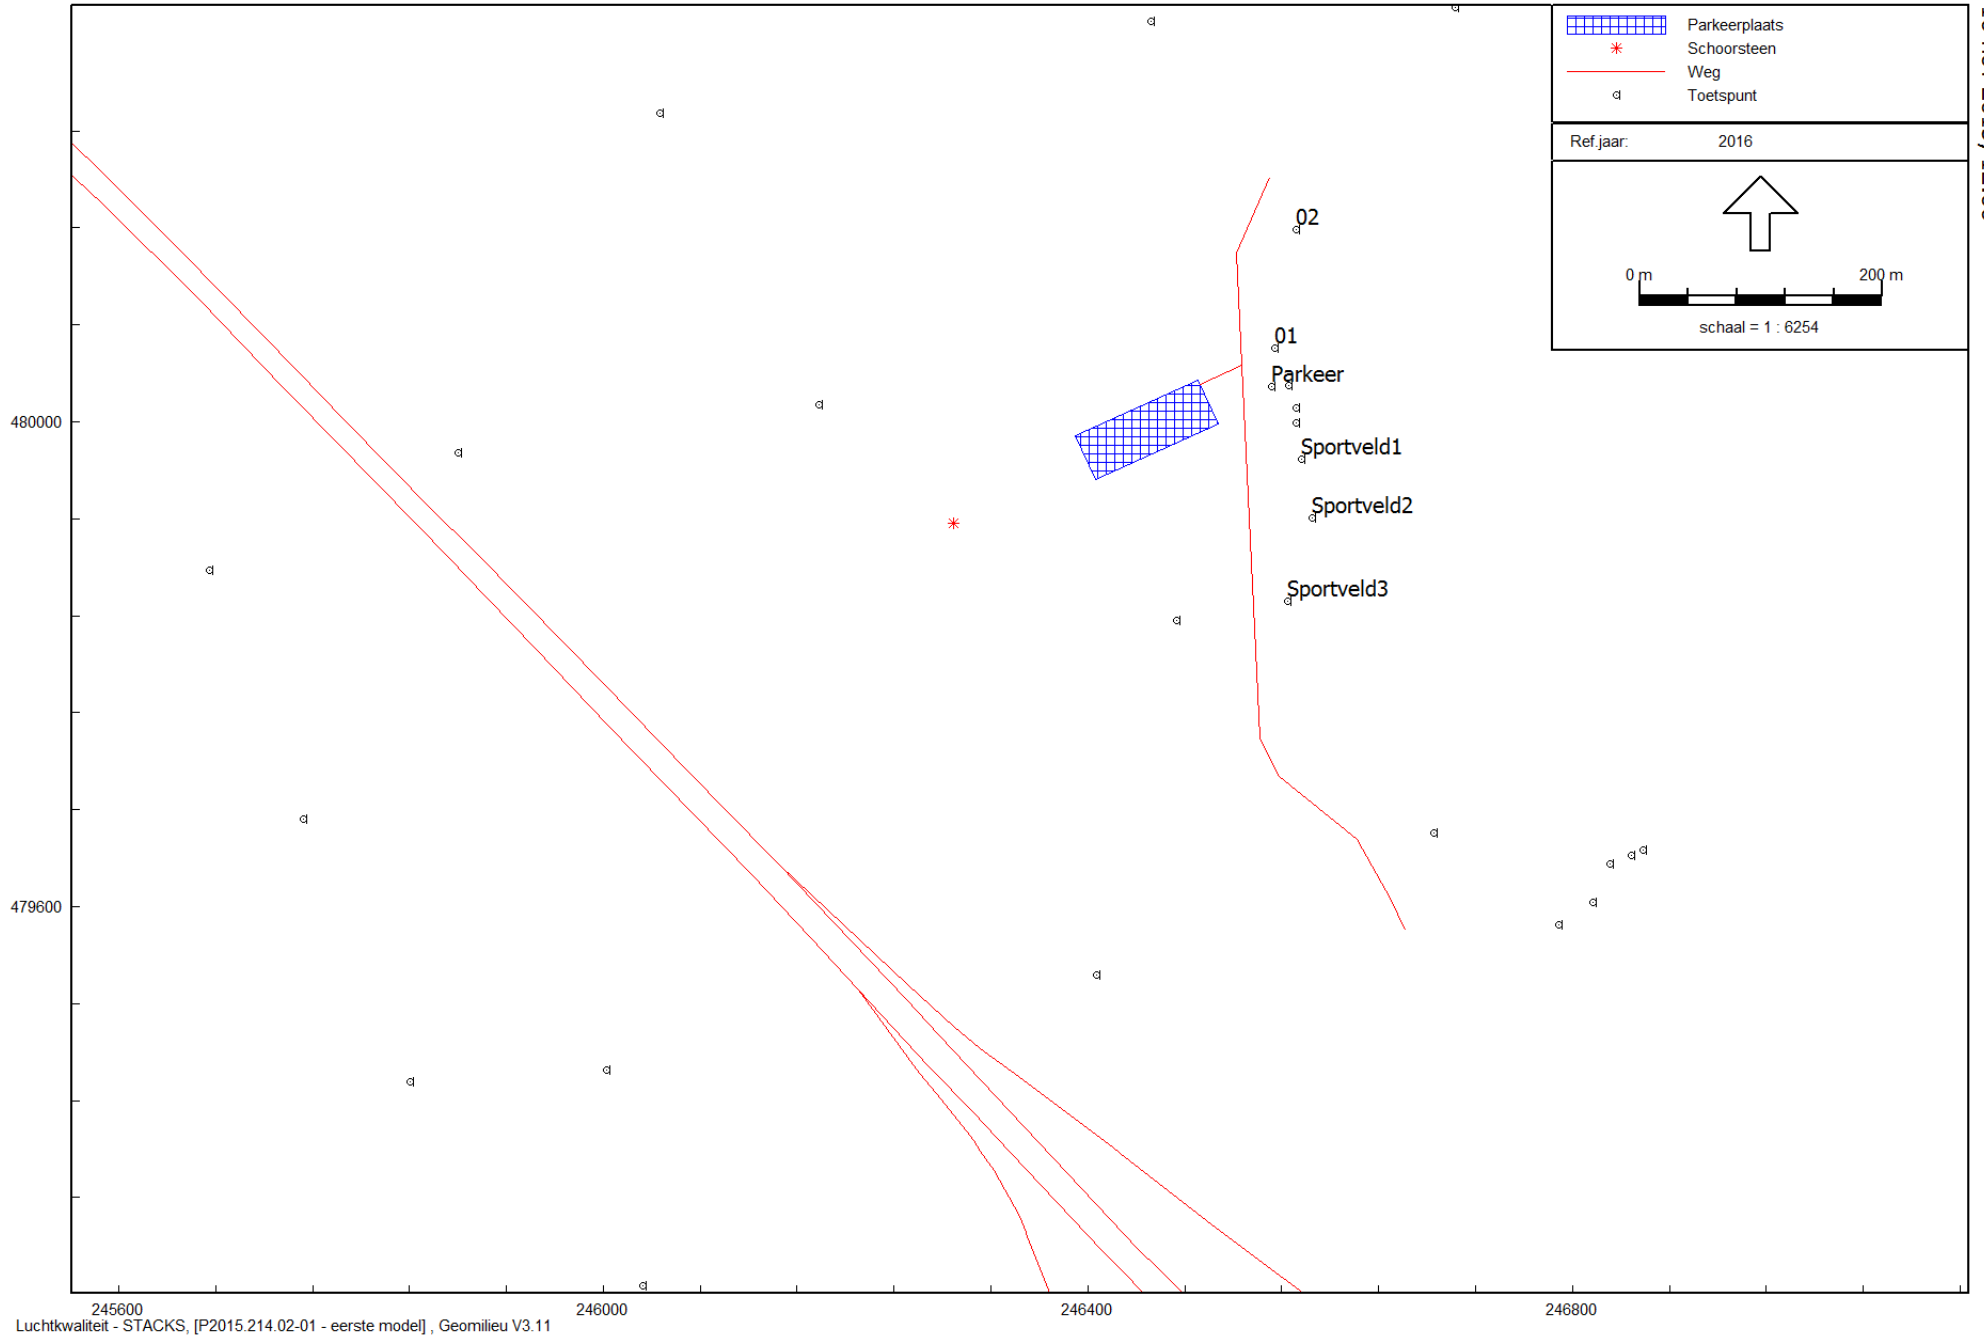 Parkeerplaats
Schoorsteen
Weg
Toetspunt
Ref.jaar: 2016
0 m 200 m
schaal = 1 : 6254
02
01
Parkeer
480000
Sportveld1
Sportveld2
Sportveld3
479600
245600 246000 246400 246800
Luchtkwaliteit - STACKS, [P2015.214.02-01 - eerste model] , Geomilieu V3.11